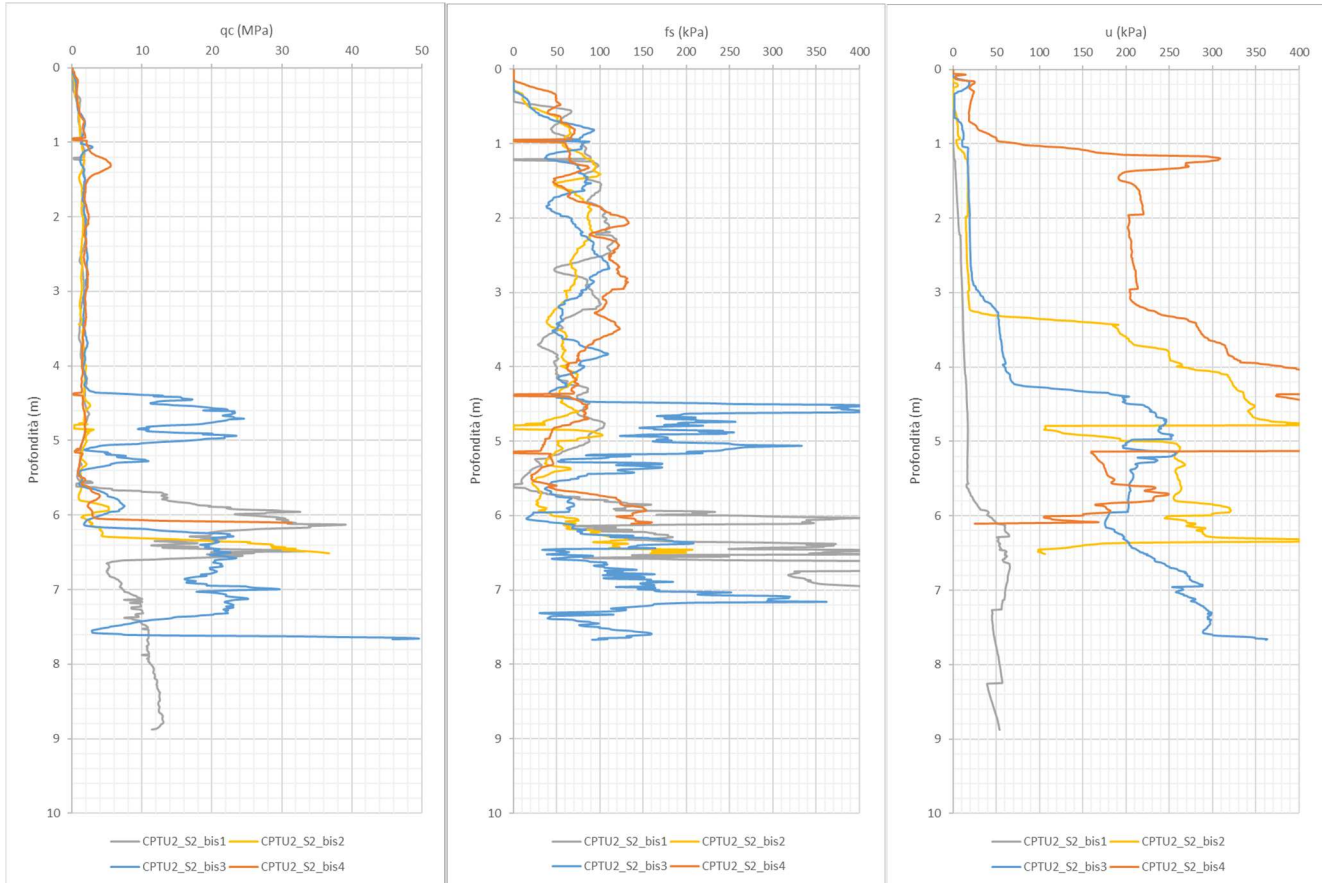 qc (MPa)
0 10 20 30 40 50
0
1
2
3
4
5
6
7
8
9
10
Profondità (m)
CPTU2_S2_bis1 CPTU2_S2_bis2
CPTU2_S2_bis3 CPTU2_S2_bis4
fs (kPa)
0 50 100 150 200 250 300 350 400
0
1
2
3
4
5
6
7
8
9
10
Profondità (m)
CPTU2_S2_bis1 CPTU2_S2_bis2
CPTU2_S2_bis3 CPTU2_S2_bis4
u (kPa)
0 50 100 150 200 250 300 350 400
0
1
2
3
4
5
6
7
8
9
10
Profondità (m)
CPTU2_S2_bis1 CPTU2_S2_bis2
CPTU2_S2_bis3 CPTU2_S2_bis4